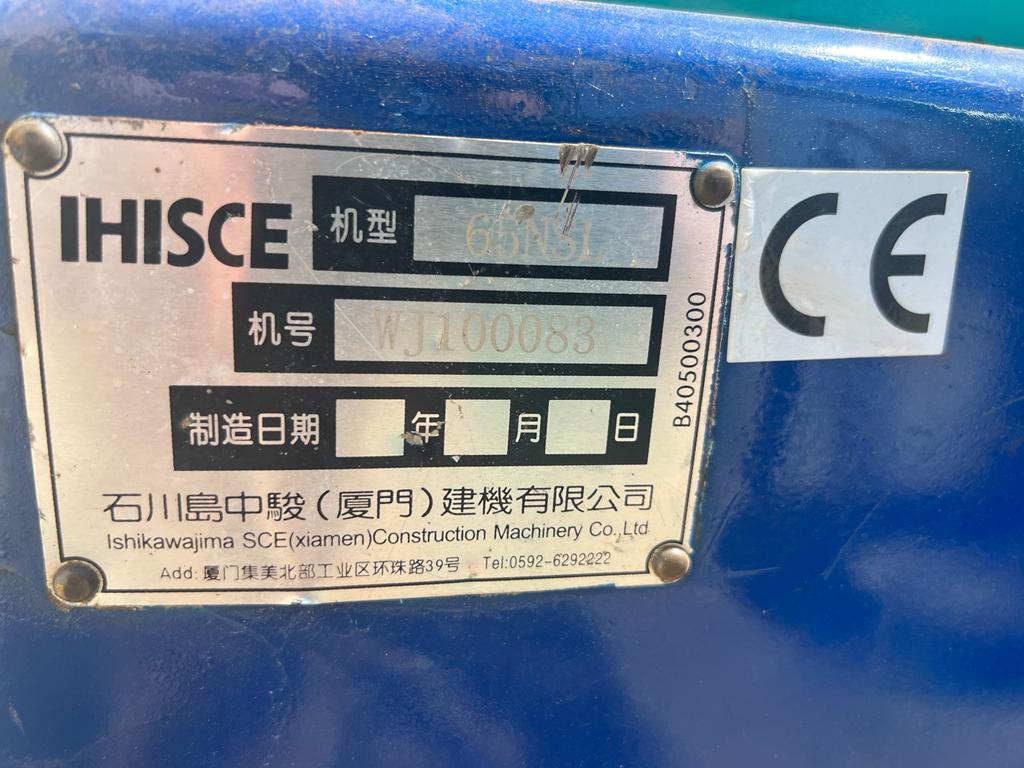 IHISCE 机型 65NSL
机号 WJ100083
制造日期 年 月 日
B40500300
石川島中駿(廈門)建機有限公司
Ishikawajima SCE(xiamen)Construction Machinery Co.,Ltd
Add: 厦门集美北部工业区环珠路39号 Tel:0592-6292222
CE